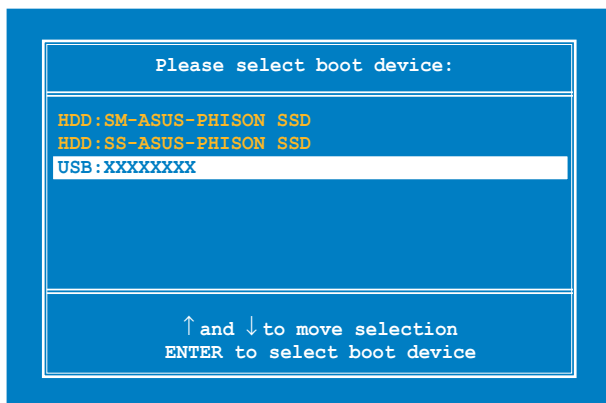 Please select boot device:
HDD:SM-ASUS-PHISON SSD
HDD:SS-ASUS-PHISON SSD
USB:XXXXXXXX
↑ and ↓ to move selection
ENTER to select boot device